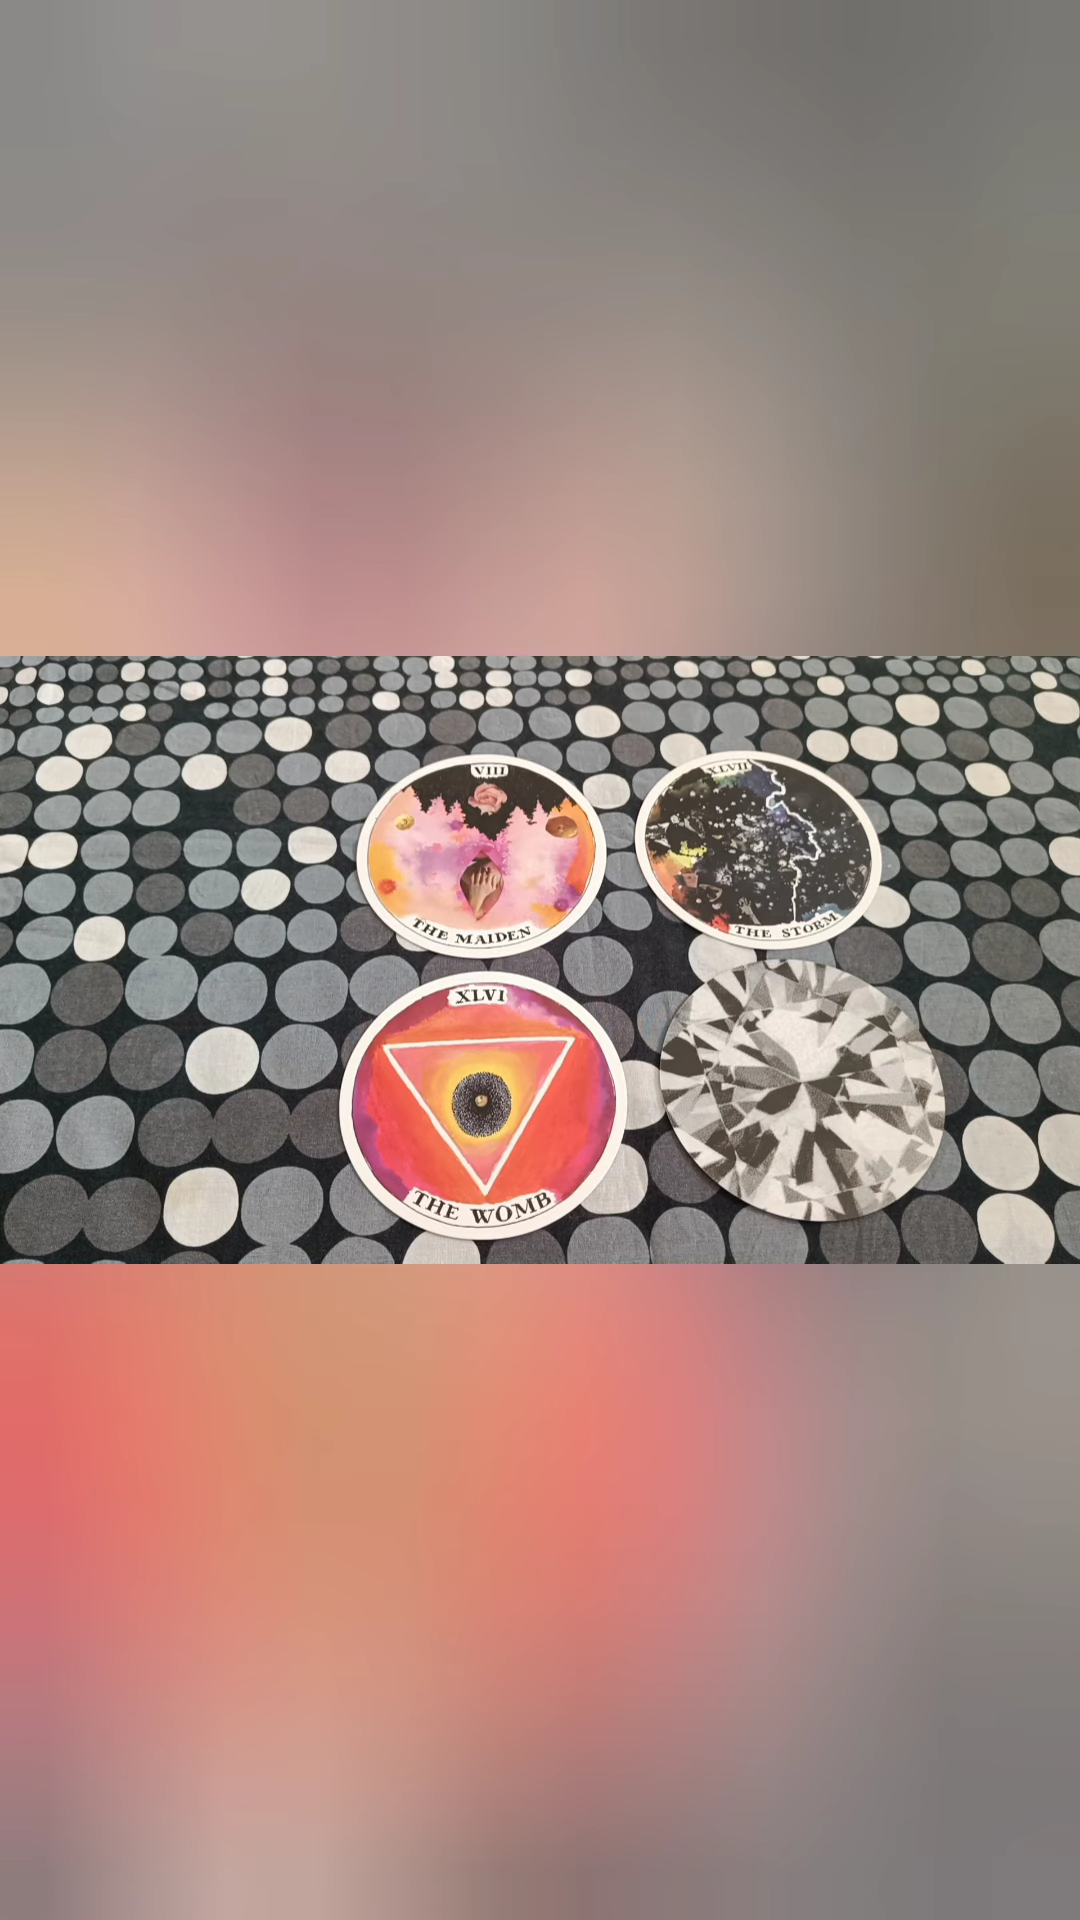 VIII
THE MAIDEN
XLVII
THE STORM
XLVI
THE WOMB